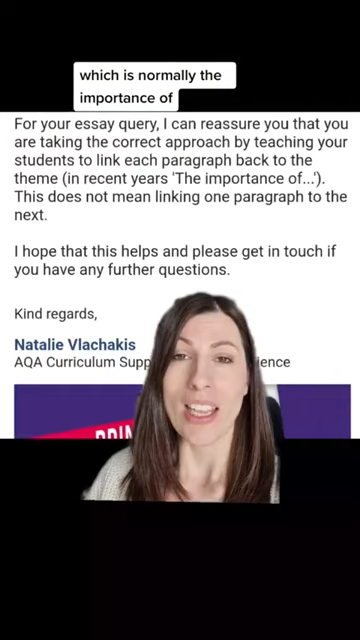 which is normally the
importance of
For your essay query, I can reassure you that you
are taking the correct approach by teaching your
students to link each paragraph back to the
theme (in recent years 'The importance of...').
This does not mean linking one paragraph to the
next.
I hope that this helps and please get in touch if
you have any further questions.
Kind regards,
Natalie Vlachakis
AQA Curriculum Supp
ience